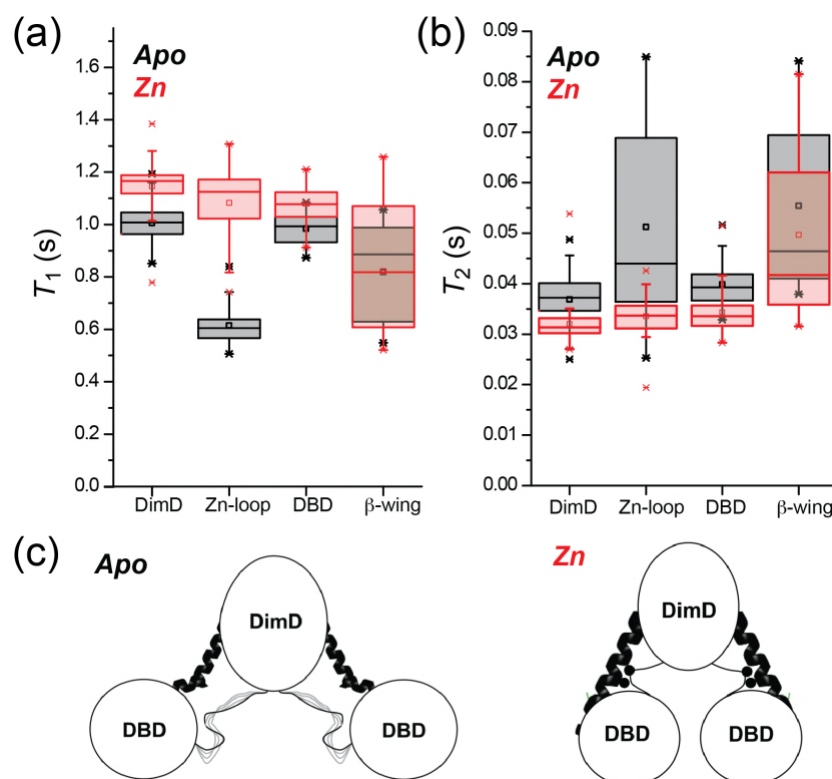 (a)
Apo
Zn
T1 (s)
1.6
1.4
1.2
1.0
0.8
0.6
0.4
0.2
0.0
DimD Zn-loop DBD β-wing
(b)
Apo
Zn
T2 (s)
0.09
0.08
0.07
0.06
0.05
0.04
0.03
0.02
0.01
0.00
DimD Zn-loop DBD β-wing
(c)
Apo
DimD
DBD DBD
Zn
DimD
DBD DBD